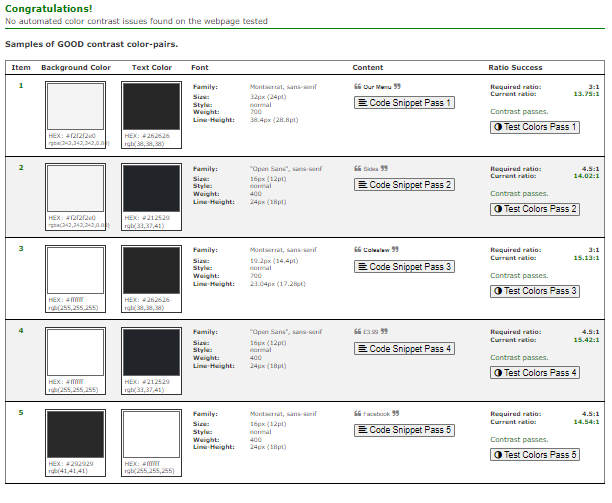 Congratulations!
No automated color contrast issues found on the webpage tested
Samples of GOOD contrast color-pairs.
Item Background Color Text Color Font Content Ratio Success
1
HEX: #f2f2f2e0
rgba(242,242,242,0.88)
HEX: #262626
rgb(38,38,38)
Family: Montserrat, sans-serif
Size: 32px (24pt)
Style: normal
Weight: 700
Line-Height: 38.4px (28.8pt)
❝ Our Menu ❞
Code Snippet Pass 1
Required ratio: 3:1
Current ratio: 13.75:1
Contrast passes.
Test Colors Pass 1
2
HEX: #f2f2f2e0
rgba(242,242,242,0.88)
HEX: #212529
rgb(33,37,41)
Family: "Open Sans", sans-serif
Size: 16px (12pt)
Style: normal
Weight: 400
Line-Height: 24px (18pt)
❝ Sides ❞
Code Snippet Pass 2
Required ratio: 4.5:1
Current ratio: 14.02:1
Contrast passes.
Test Colors Pass 2
3
HEX: #ffffff
rgb(255,255,255)
HEX: #262626
rgb(38,38,38)
Family: Montserrat, sans-serif
Size: 19.2px (14.4pt)
Style: normal
Weight: 700
Line-Height: 23.04px (17.28pt)
❝ Coleslaw ❞
Code Snippet Pass 3
Required ratio: 3:1
Current ratio: 15.13:1
Contrast passes.
Test Colors Pass 3
4
HEX: #ffffff
rgb(255,255,255)
HEX: #212529
rgb(33,37,41)
Family: "Open Sans", sans-serif
Size: 16px (12pt)
Style: normal
Weight: 400
Line-Height: 24px (18pt)
❝ £3.99 ❞
Code Snippet Pass 4
Required ratio: 4.5:1
Current ratio: 15.42:1
Contrast passes.
Test Colors Pass 4
5
HEX: #292929
rgb(41,41,41)
HEX: #ffffff
rgb(255,255,255)
Family: Montserrat, sans-serif
Size: 16px (12pt)
Style: normal
Weight: 400
Line-Height: 24px (18pt)
❝ Facebook ❞
Code Snippet Pass 5
Required ratio: 4.5:1
Current ratio: 14.54:1
Contrast passes.
Test Colors Pass 5